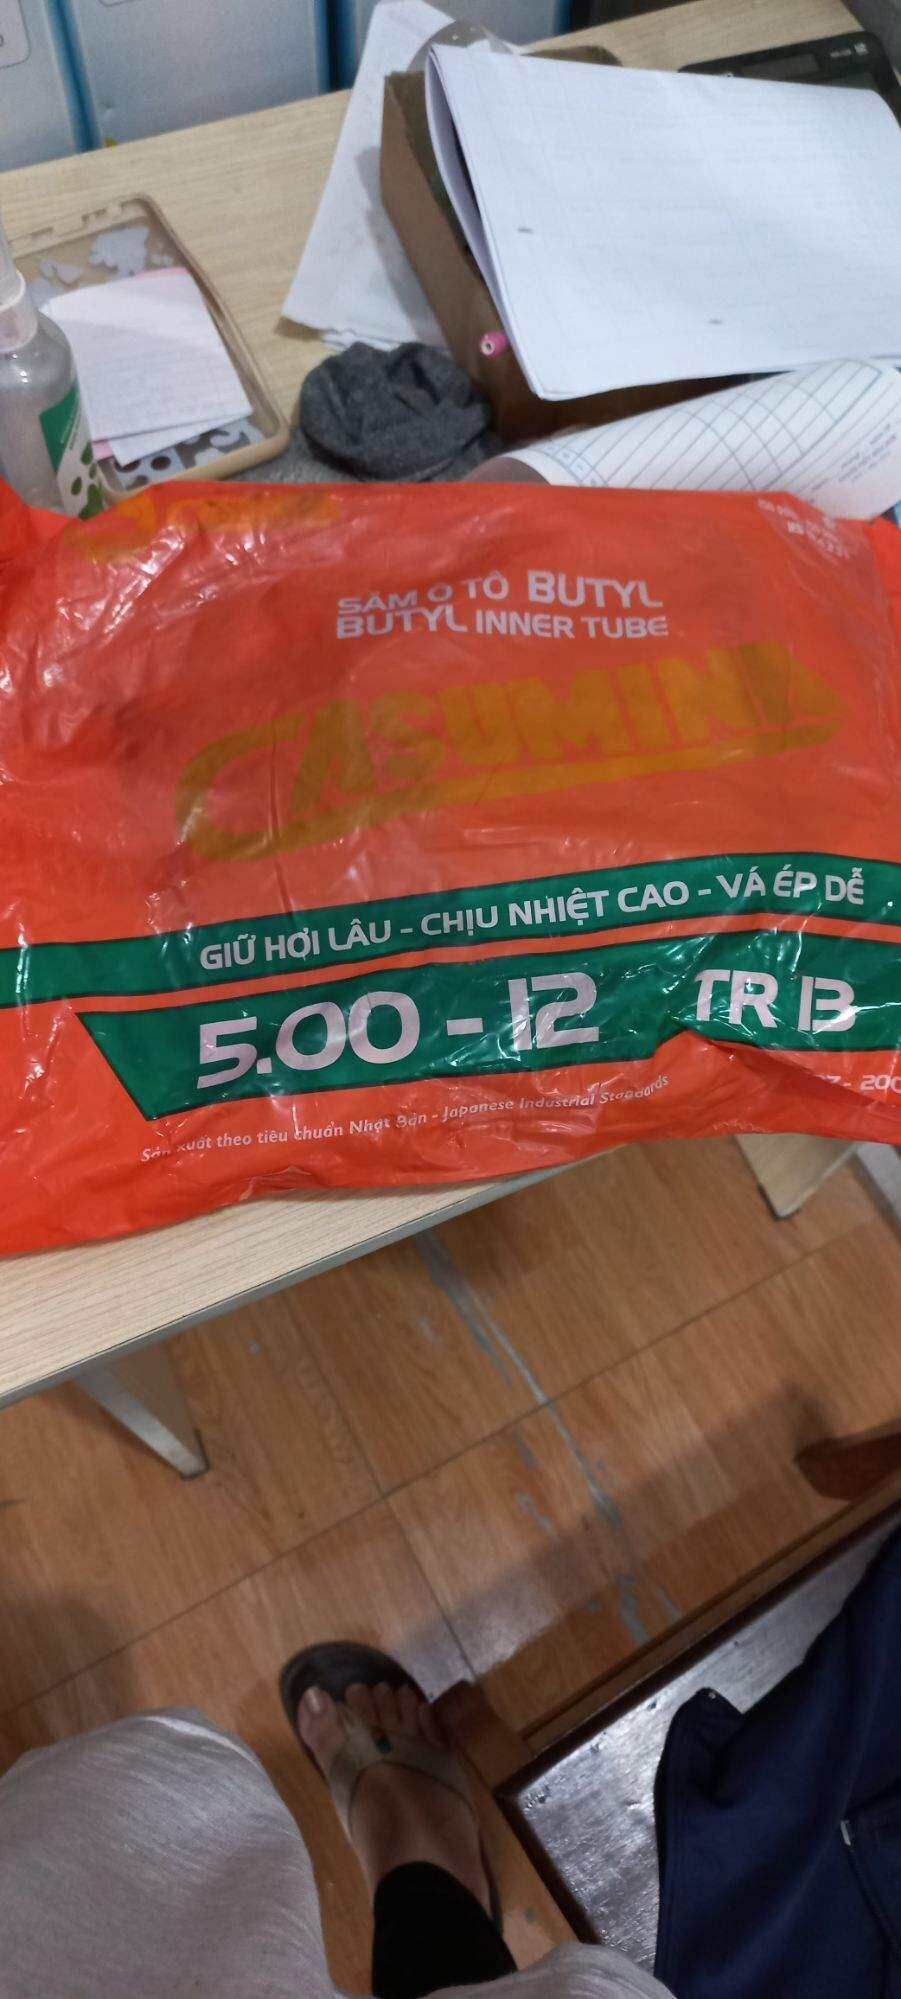 SĂM Ô TÔ BUTYL
BUTYL INNER TUBE
CASUMINA
GIỮ HƠI LÂU - CHỊU NHIỆT CAO - VÁ ÉP DỄ
5.00 - 12 TR 13
Sản xuất theo tiêu chuẩn Nhật Bản - Japanese Industrial Standards